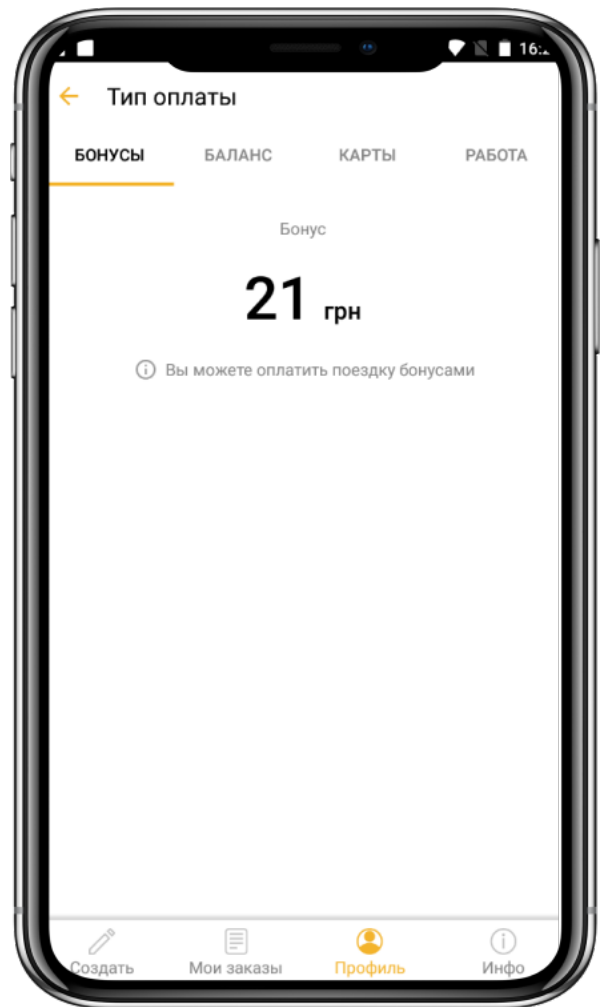 16:
Тип оплаты
БОНУСЫ БАЛАНС КАРТЫ РАБОТА
Бонус
21 грн
Вы можете оплатить поездку бонусами
Создать Мои заказы Профиль Инфо